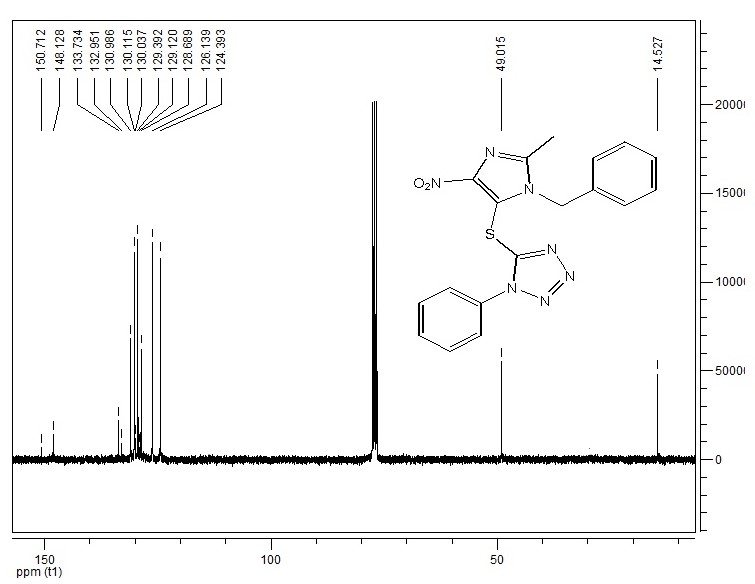 150.712
148.128
133.734
132.951
130.986
130.115
130.037
129.392
129.120
128.689
126.139
124.393
49.015
14.527
20000
15000
10000
50000
0
N
O₂N
N
S
N
N
N
N
150
100
50
ppm (t1)